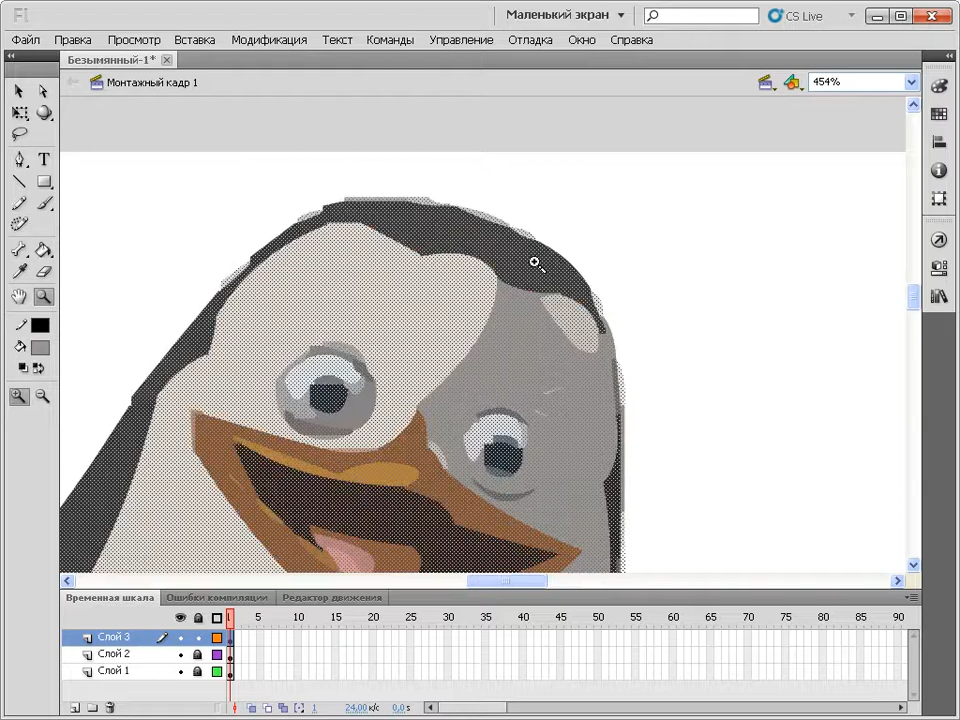 Fl
Маленький экран
CS Live
Файл Правка Просмотр Вставка Модификация Текст Команды Управление Отладка Окно Справка
Безымянный-1*
Монтажный кадр 1
454%
T
Временная шкала Ошибки компиляции Редактор движения
1 5 10 15 20 25 30 35 40 45 50 55 60 65 70 75 80 85 90
Слой 3
Слой 2
Слой 1
1 24,00 к/с 0,0 s